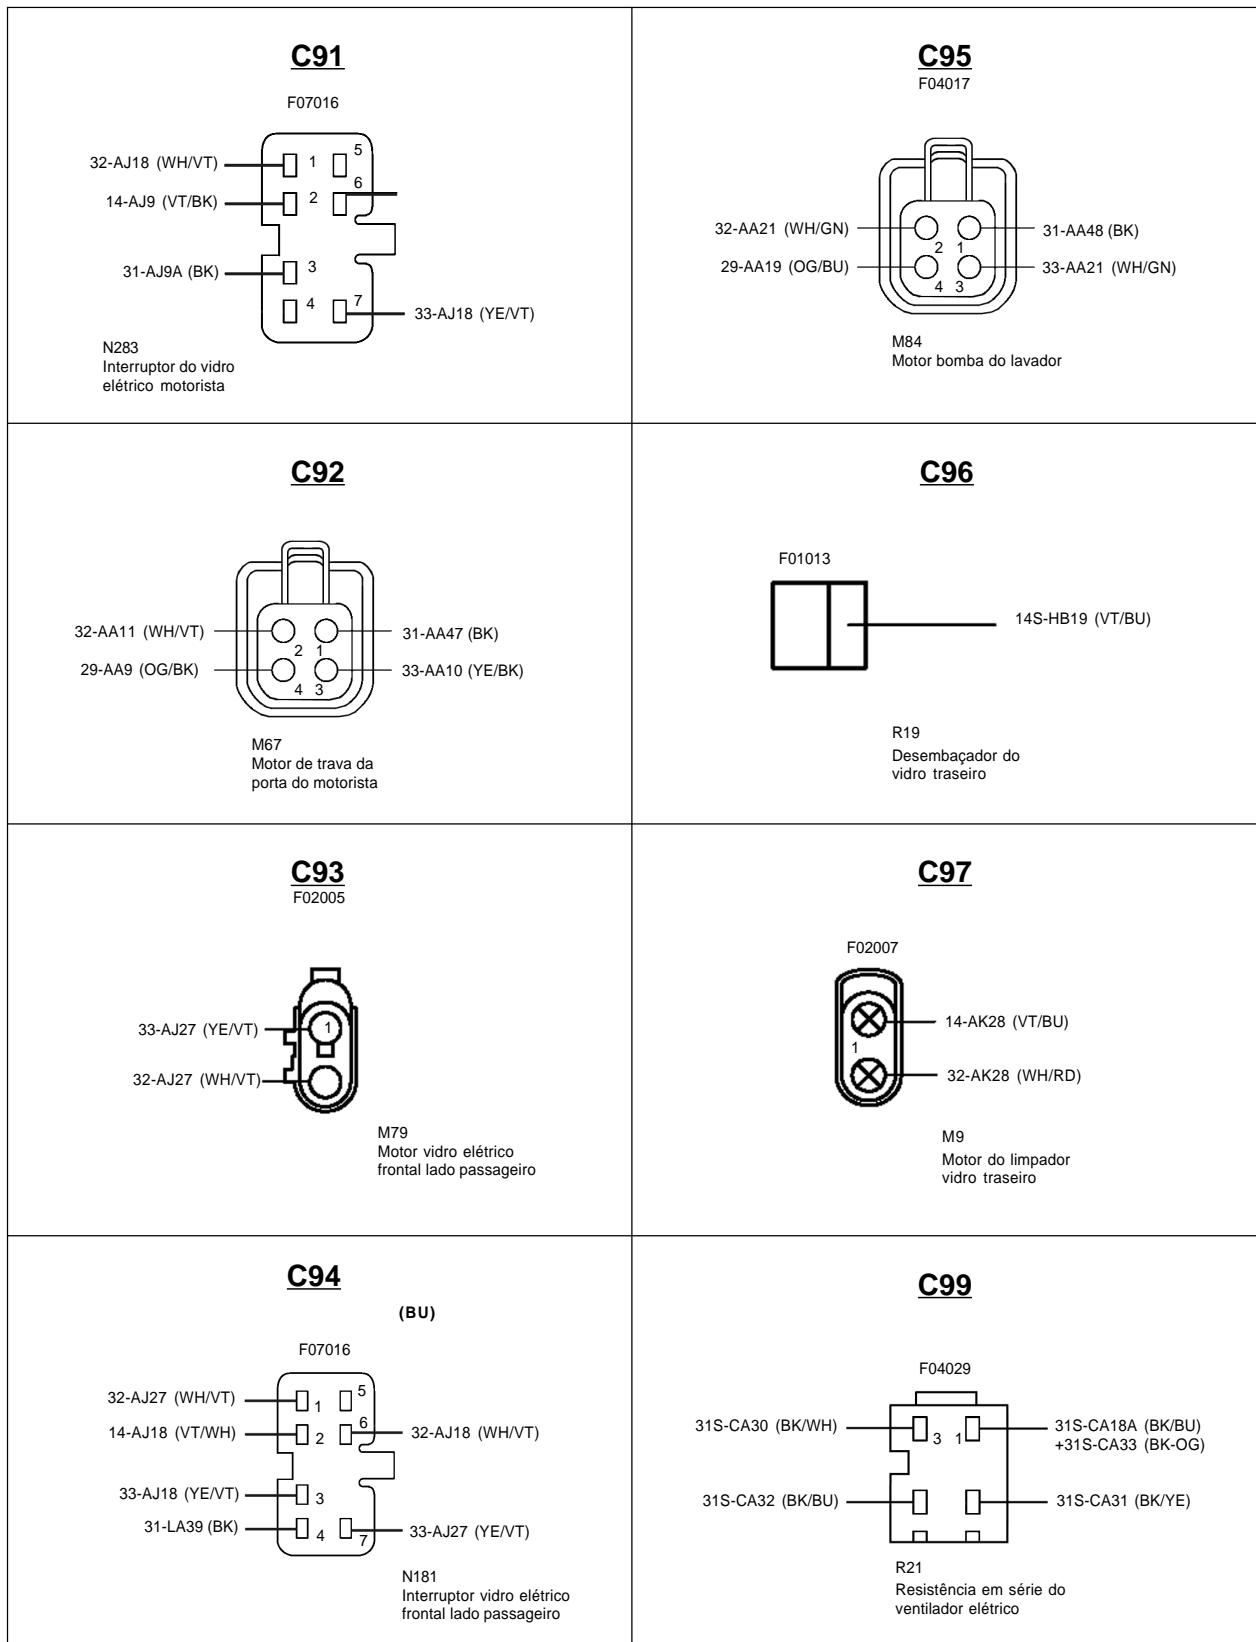 C91
F07016
32-AJ18 (WH/VT)
14-AJ9 (VT/BK)
31-AJ9A (BK)
1
2
3
4
5
6
7
33-AJ18 (YE/VT)
N283
Interruptor do vidro
elétrico motorista
C95
F04017
32-AA21 (WH/GN)
29-AA19 (OG/BU)
2 1
4 3
31-AA48 (BK)
33-AA21 (WH/GN)
M84
Motor bomba do lavador
C92
32-AA11 (WH/VT)
29-AA9 (OG/BK)
2 1
4 3
31-AA47 (BK)
33-AA10 (YE/BK)
M67
Motor de trava da
porta do motorista
C96
F01013
14S-HB19 (VT/BU)
R19
Desembaçador do
vidro traseiro
C93
F02005
33-AJ27 (YE/VT)
1
32-AJ27 (WH/VT)
M79
Motor vidro elétrico
frontal lado passageiro
C97
F02007
14-AK28 (VT/BU)
1
32-AK28 (WH/RD)
M9
Motor do limpador
vidro traseiro
C94
(BU)
F07016
32-AJ27 (WH/VT)
14-AJ18 (VT/WH)
33-AJ18 (YE/VT)
31-LA39 (BK)
1
2
3
4
5
6
7
32-AJ18 (WH/VT)
33-AJ27 (YE/VT)
N181
Interruptor vidro elétrico
frontal lado passageiro
C99
F04029
31S-CA30 (BK/WH)
3 1
31S-CA18A (BK/BU)
+31S-CA33 (BK-OG)
31S-CA32 (BK/BU)
31S-CA31 (BK/YE)
R21
Resistência em série do
ventilador elétrico